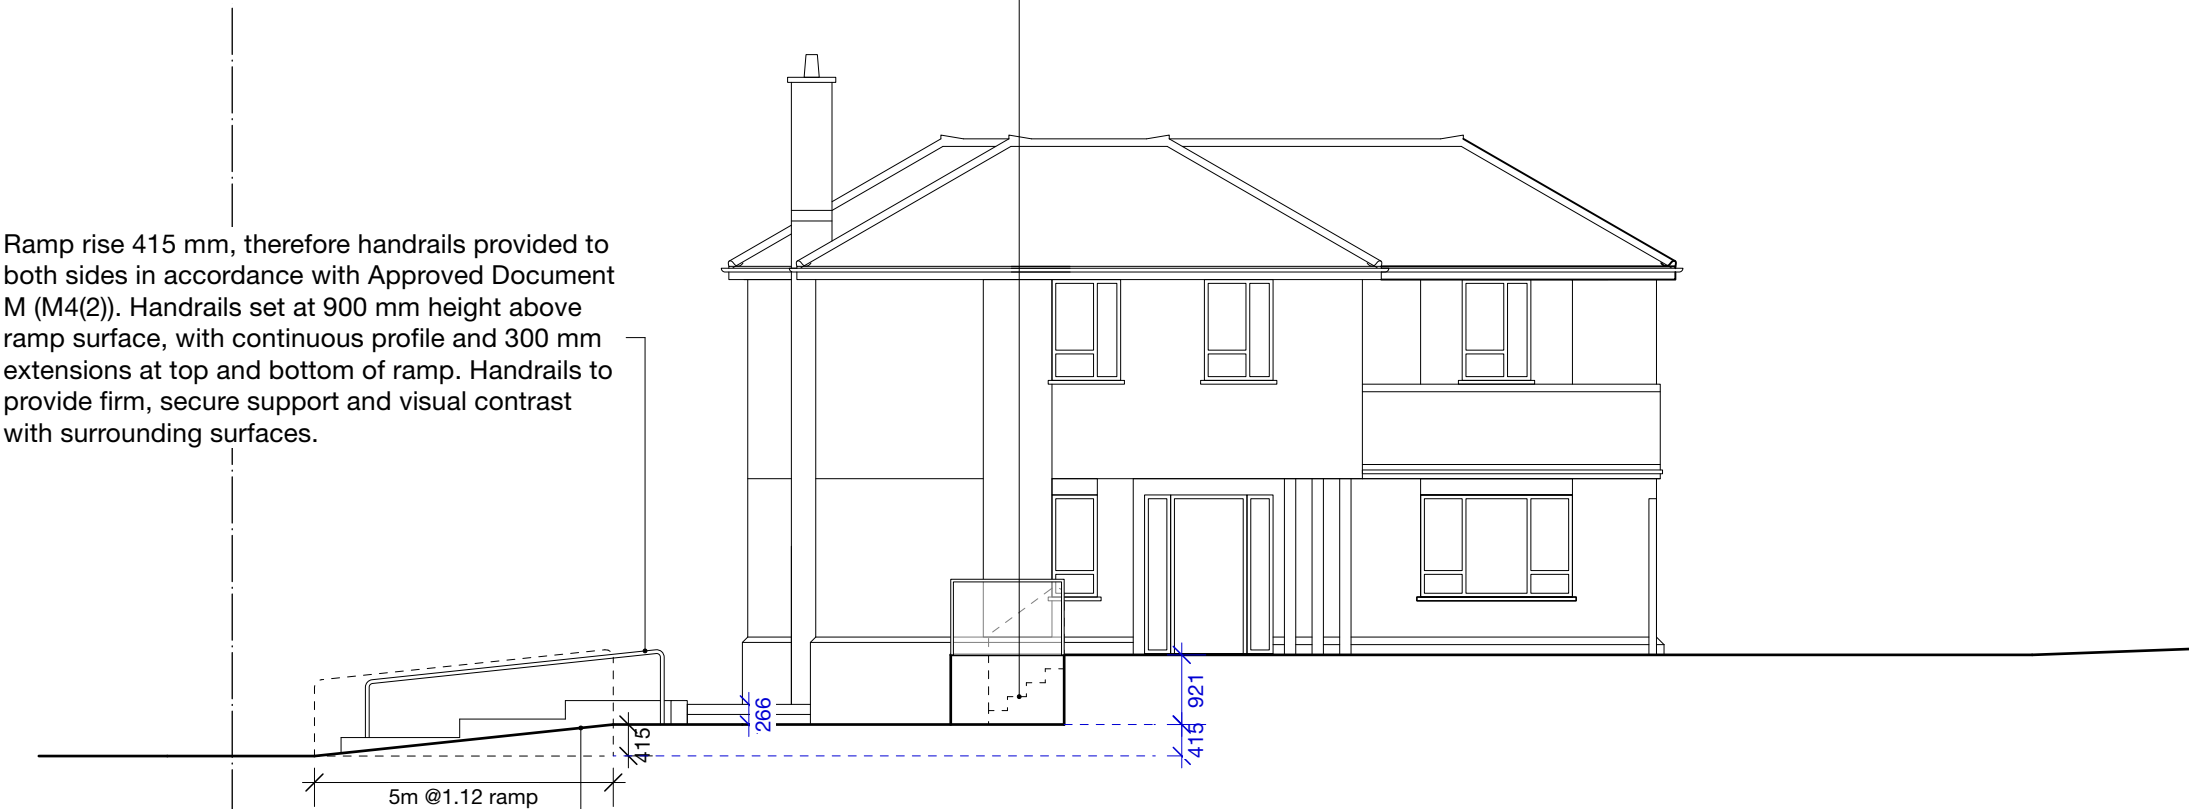 Ramp rise 415 mm, therefore handrails provided to
both sides in accordance with Approved Document
M (M4(2)). Handrails set at 900 mm height above
ramp surface, with continuous profile and 300 mm
extensions at top and bottom of ramp. Handrails to
provide firm, secure support and visual contrast
with surrounding surfaces.
266
921
415
415
5m @1.12 ramp